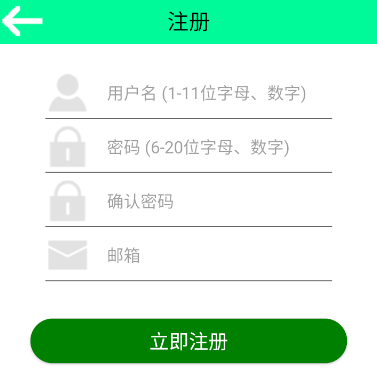 注册
用户名 (1-11位字母、数字)
密码 (6-20位字母、数字)
确认密码
邮箱
立即注册